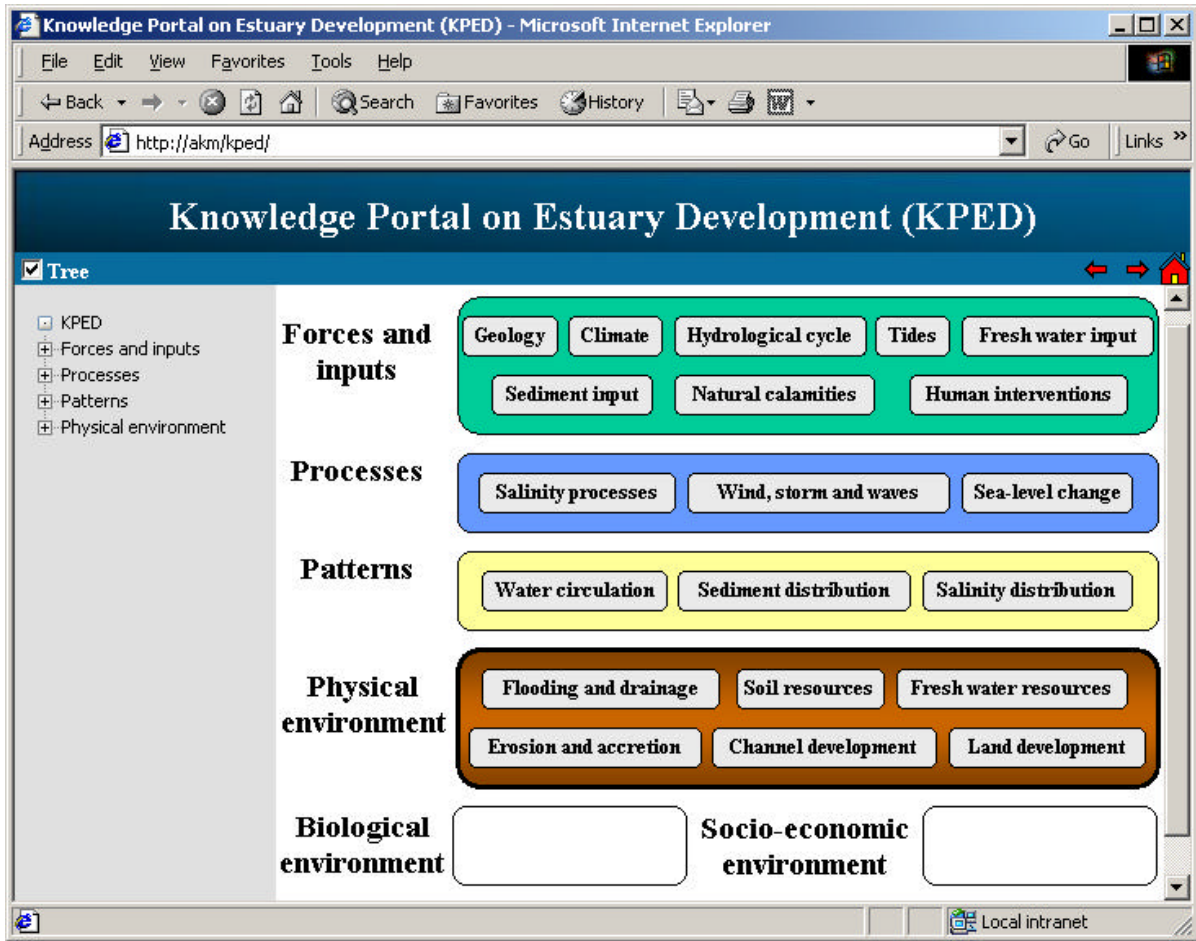 Knowledge Portal on Estuary Development (KPED) - Microsoft Internet Explorer
File Edit View Favorites Tools Help
Back Search Favorites History
Address http://akm/kped/ Go Links »
Knowledge Portal on Estuary Development (KPED)
Tree
KPED
Forces and inputs
Processes
Patterns
Physical environment
Forces and
inputs
Geology Climate Hydrological cycle Tides Fresh water input
Sediment input Natural calamities Human interventions
Processes
Salinity processes Wind, storm and waves Sea-level change
Patterns
Water circulation Sediment distribution Salinity distribution
Physical
environment
Flooding and drainage Soil resources Fresh water resources
Erosion and accretion Channel development Land development
Biological
environment
Socio-economic
environment
Local intranet